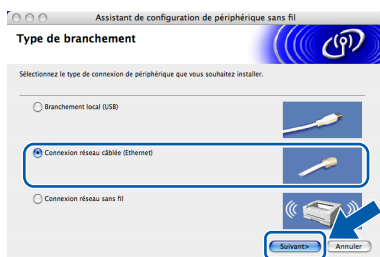 Assistant de configuration de périphérique sans fil
Type de branchement
Sélectionnez le type de connexion de périphérique que vous souhaitez installer.
Branchement local (USB)
Connexion réseau câblée (Ethernet)
Connexion réseau sans fil
Suivant> Annuler